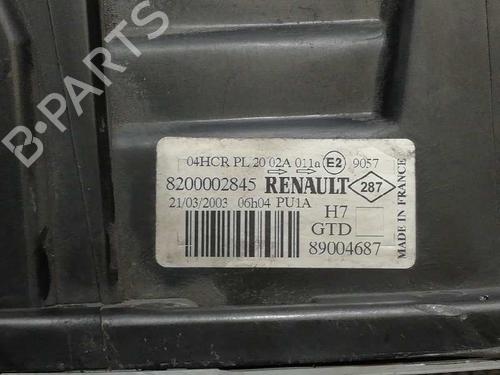 B-PARTS
04HCR PL 20 02A 011a E2 9057
8200002845 RENAULT 287
21/03/2003 06h04 PU1A
H7
GTD
89004687
MADE IN FRANCE